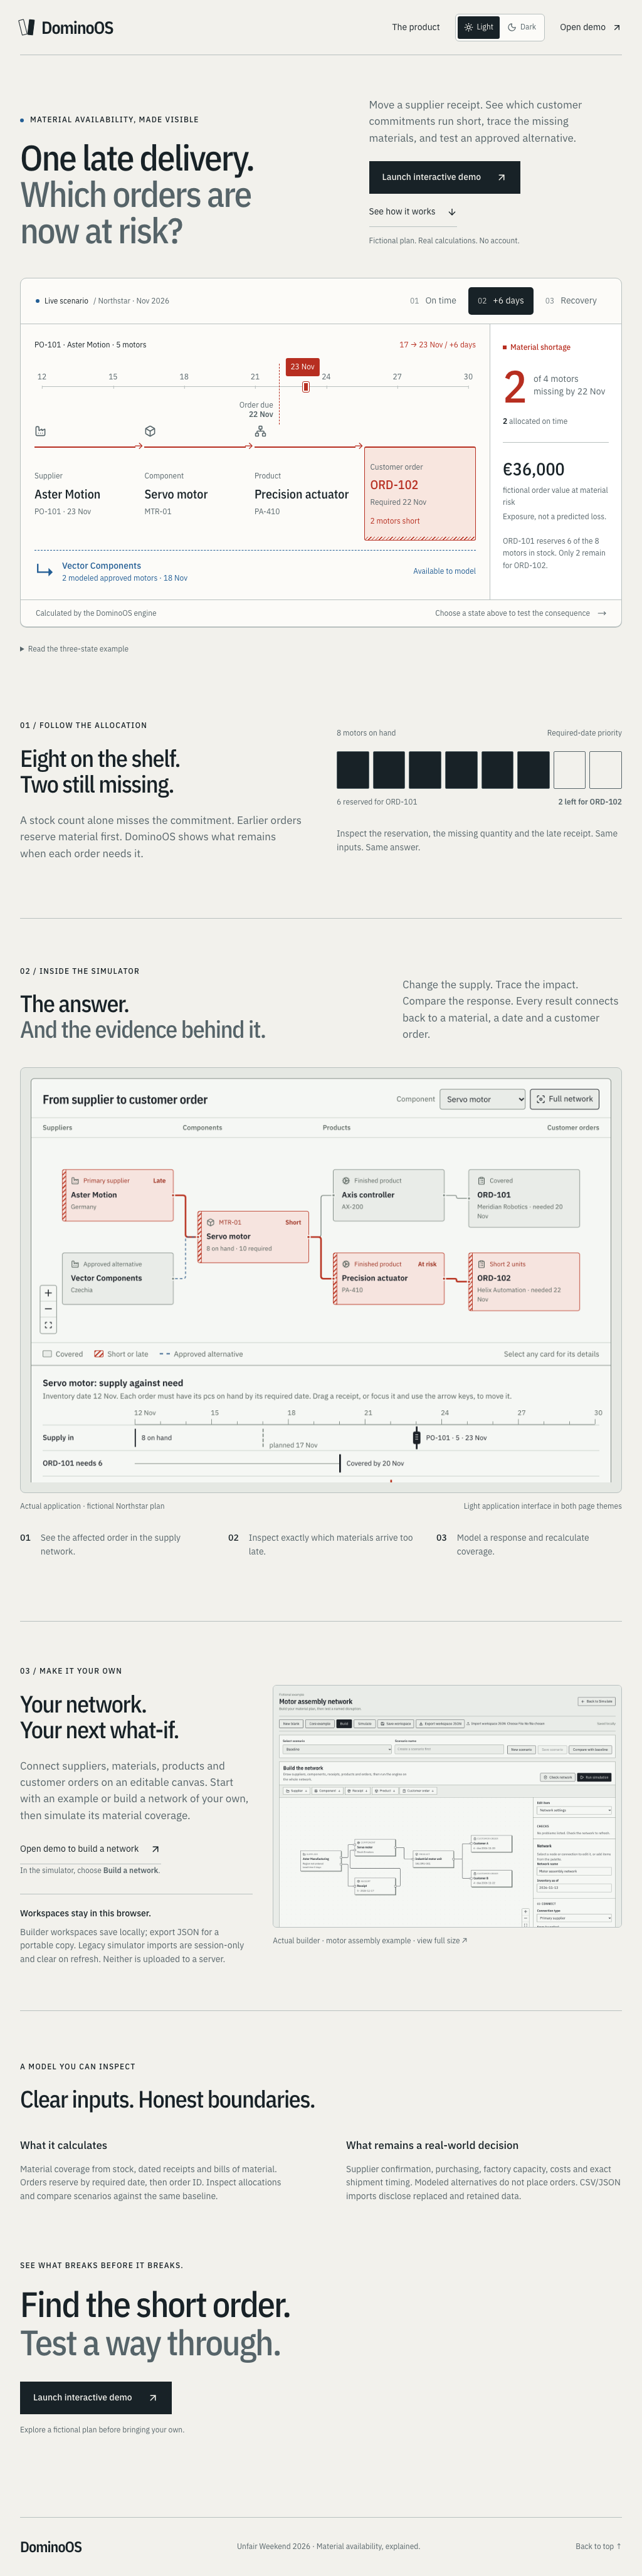 DominoOS
The product
Light
Dark
Open demo
MATERIAL AVAILABILITY, MADE VISIBLE
One late delivery.
Which orders are
now at risk?
Move a supplier receipt. See which customer
commitments run short, trace the missing
materials, and test an approved alternative.
Launch interactive demo
See how it works
Fictional plan. Real calculations. No account.
Live scenario / Northstar · Nov 2026
01 On time
02 +6 days
03 Recovery
PO-101 · Aster Motion · 5 motors
17 → 23 Nov / +6 days
23 Nov
12 15 18 21 24 27 30
Order due
22 Nov
Supplier
Aster Motion
PO-101 · 23 Nov
Component
Servo motor
MTR-01
Product
Precision actuator
PA-410
Customer order
ORD-102
Required 22 Nov
2 motors short
Vector Components
2 modeled approved motors · 18 Nov
Available to model
Material shortage
2
of 4 motors
missing by 22 Nov
2 allocated on time
€36,000
fictional order value at material
risk
Exposure, not a predicted loss.
ORD-101 reserves 6 of the 8
motors in stock. Only 2 remain
for ORD-102.
Calculated by the DominoOS engine
Choose a state above to test the consequence →
Read the three-state example
01 / FOLLOW THE ALLOCATION
Eight on the shelf.
Two still missing.
A stock count alone misses the commitment. Earlier orders
reserve material first. DominoOS shows what remains
when each order needs it.
8 motors on hand
Required-date priority
6 reserved for ORD-101
2 left for ORD-102
Inspect the reservation, the missing quantity and the late receipt. Same
inputs. Same answer.
02 / INSIDE THE SIMULATOR
The answer.
And the evidence behind it.
Change the supply. Trace the impact.
Compare the response. Every result connects
back to a material, a date and a customer
order.
From supplier to customer order
Component
Servo motor
Full network
Suppliers
Components
Products
Customer orders
Primary supplier Late
Aster Motion
Germany
Approved alternative
Vector Components
Czechia
MTR-01 Short
Servo motor
8 on hand · 10 required
Finished product
Axis controller
AX-200
Finished product At risk
Precision actuator
PA-410
Covered
ORD-101
Meridian Robotics · needed 20
Nov
Short 2 units
ORD-102
Helix Automation · needed 22
Nov
Covered
Short or late
Approved alternative
Select any card for its details
Servo motor: supply against need
Inventory date 12 Nov. Each order must have its pcs on hand by its required date. Drag a receipt, or focus it and use the arrow keys, to move it.
12 Nov 15 18 21 24 27 30
Supply in
8 on hand
planned 17 Nov
PO-101 · 5 · 23 Nov
ORD-101 needs 6
Covered by 20 Nov
Actual application · fictional Northstar plan
Light application interface in both page themes
01 See the affected order in the supply
network.
02 Inspect exactly which materials arrive too
late.
03 Model a response and recalculate
coverage.
03 / MAKE IT YOUR OWN
Your network.
Your next what-if.
Connect suppliers, materials, products and
customer orders on an editable canvas. Start
with an example or build a network of your own,
then simulate its material coverage.
Open demo to build a network
In the simulator, choose Build a network.
Workspaces stay in this browser.
Builder workspaces save locally; export JSON for a
portable copy. Legacy simulator imports are session-only
and clear on refresh. Neither is uploaded to a server.
Motor assembly network
Build the network
Actual builder · motor assembly example · view full size ↗
A MODEL YOU CAN INSPECT
Clear inputs. Honest boundaries.
What it calculates
Material coverage from stock, dated receipts and bills of material.
Orders reserve by required date, then order ID. Inspect allocations
and compare scenarios against the same baseline.
What remains a real-world decision
Supplier confirmation, purchasing, factory capacity, costs and exact
shipment timing. Modeled alternatives do not place orders. CSV/JSON
imports disclose replaced and retained data.
SEE WHAT BREAKS BEFORE IT BREAKS.
Find the short order.
Test a way through.
Launch interactive demo
Explore a fictional plan before bringing your own.
DominoOS
Unfair Weekend 2026 · Material availability, explained.
Back to top ↑